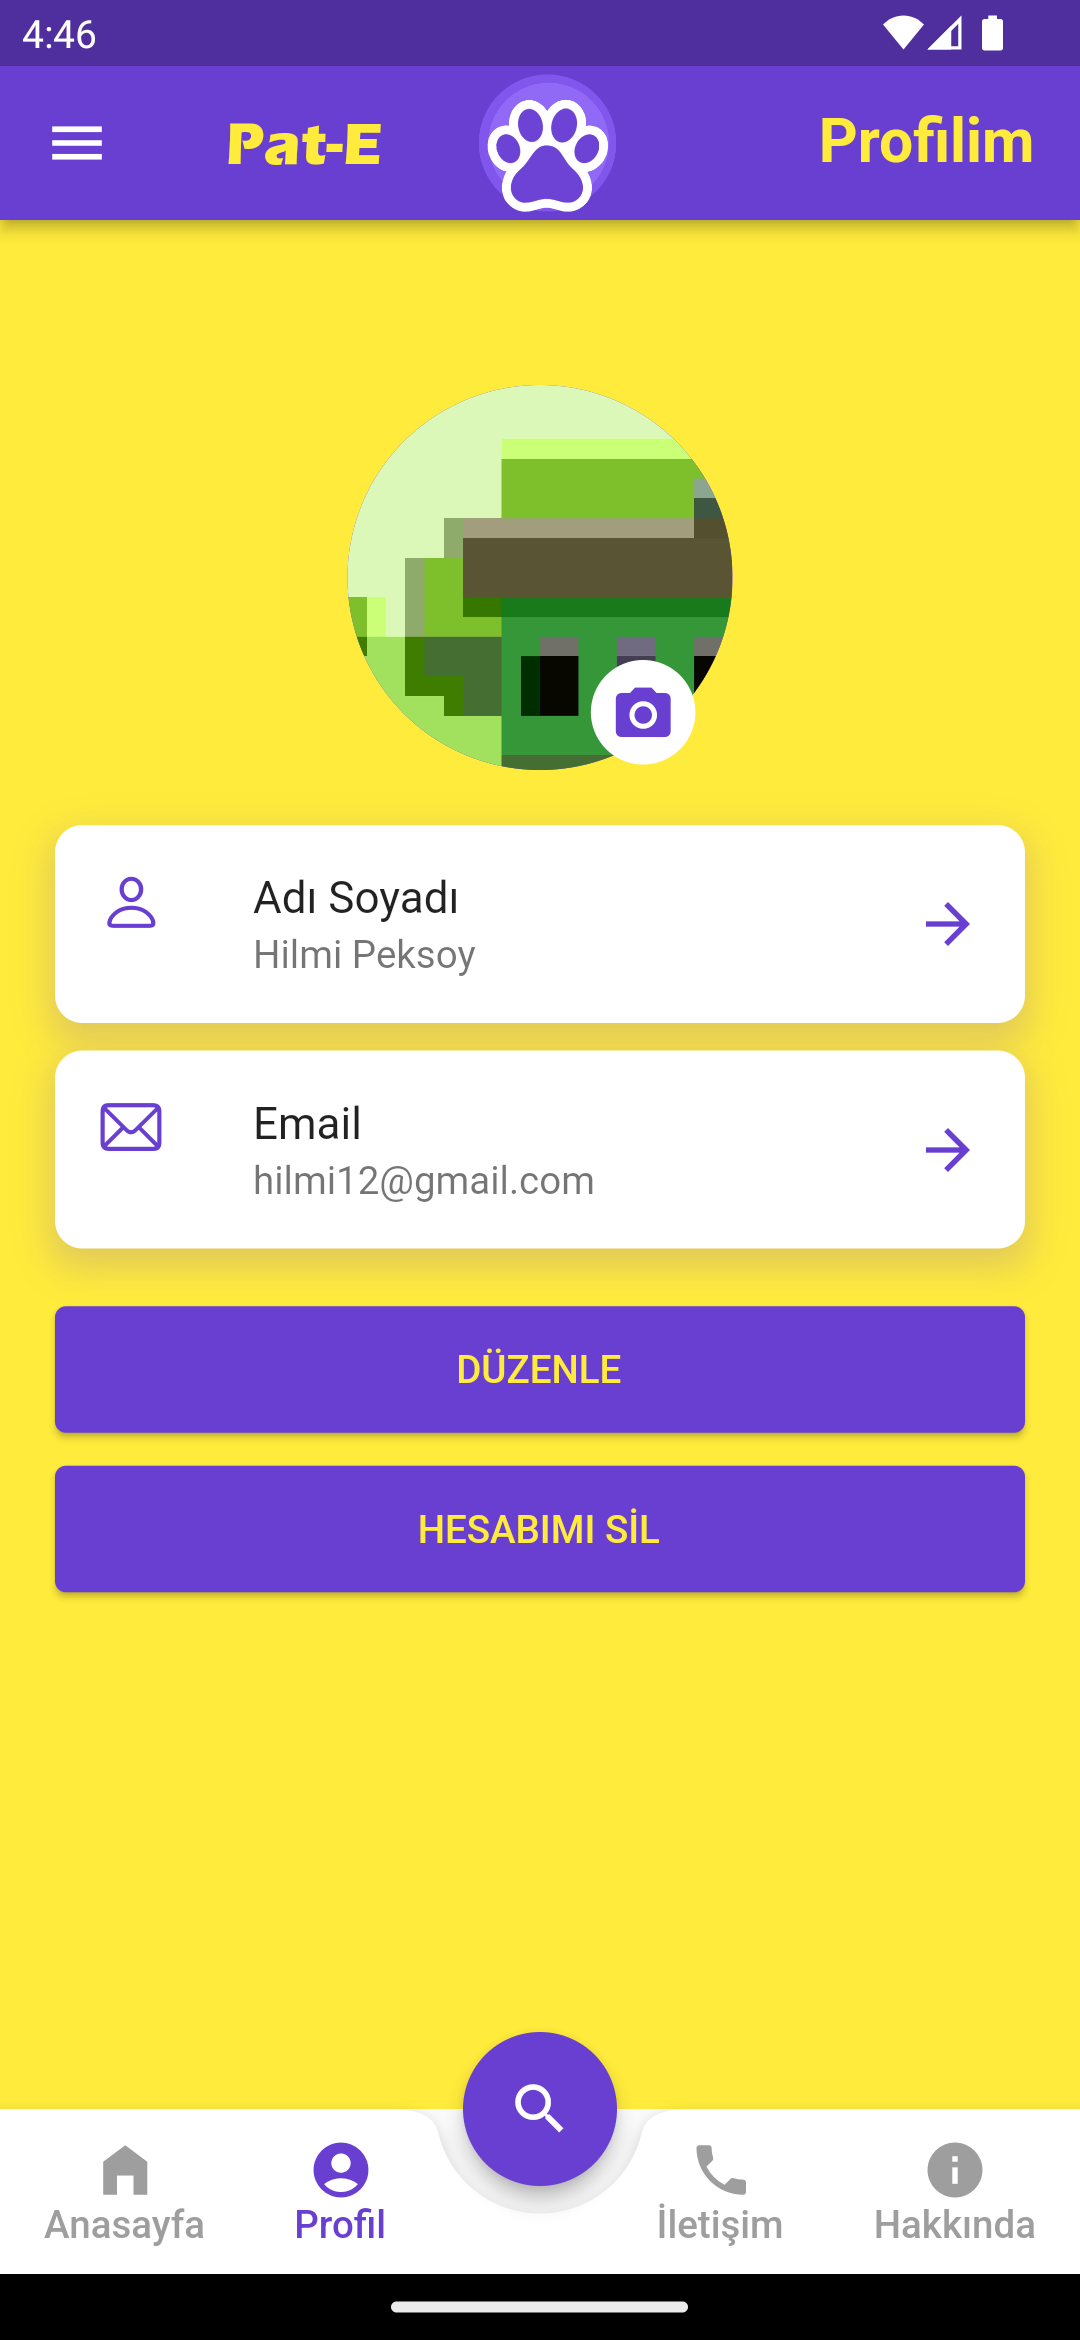 4:46
Pat-E
Profilim
Adı Soyadı
Hilmi Peksoy
Email
hilmi12@gmail.com
DÜZENLE
HESABIMI SİL
Anasayfa
Profil
İletişim
Hakkında